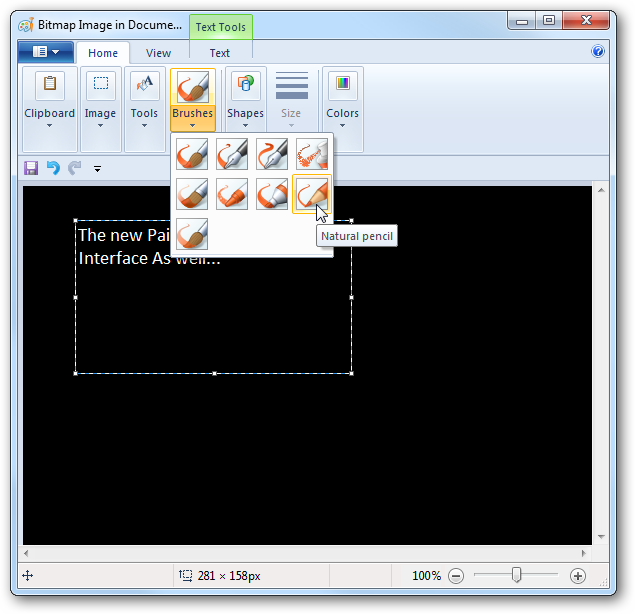 Bitmap Image in Docume...
Text Tools
Home
View
Text
Clipboard
Image
Tools
Brushes
Shapes
Size
Colors
The new Pai
Interface As well...
Natural pencil
281 × 158px
100%